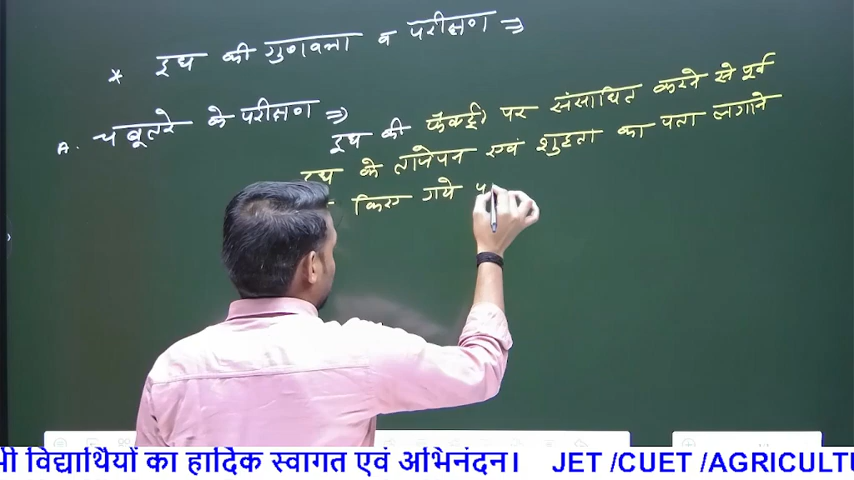 * दूध की गुणवत्ता व परीक्षण ⇒
A. चबूतरे के परीक्षण ⇒
दूध की फैक्ट्री पर संसाधित करने से पूर्व
दूध के ताजेपन एवं शुद्धता का पता लगाने
किए गये
भी विद्यार्थियों का हार्दिक स्वागत एवं अभिनंदन। JET /CUET /AGRICULTU